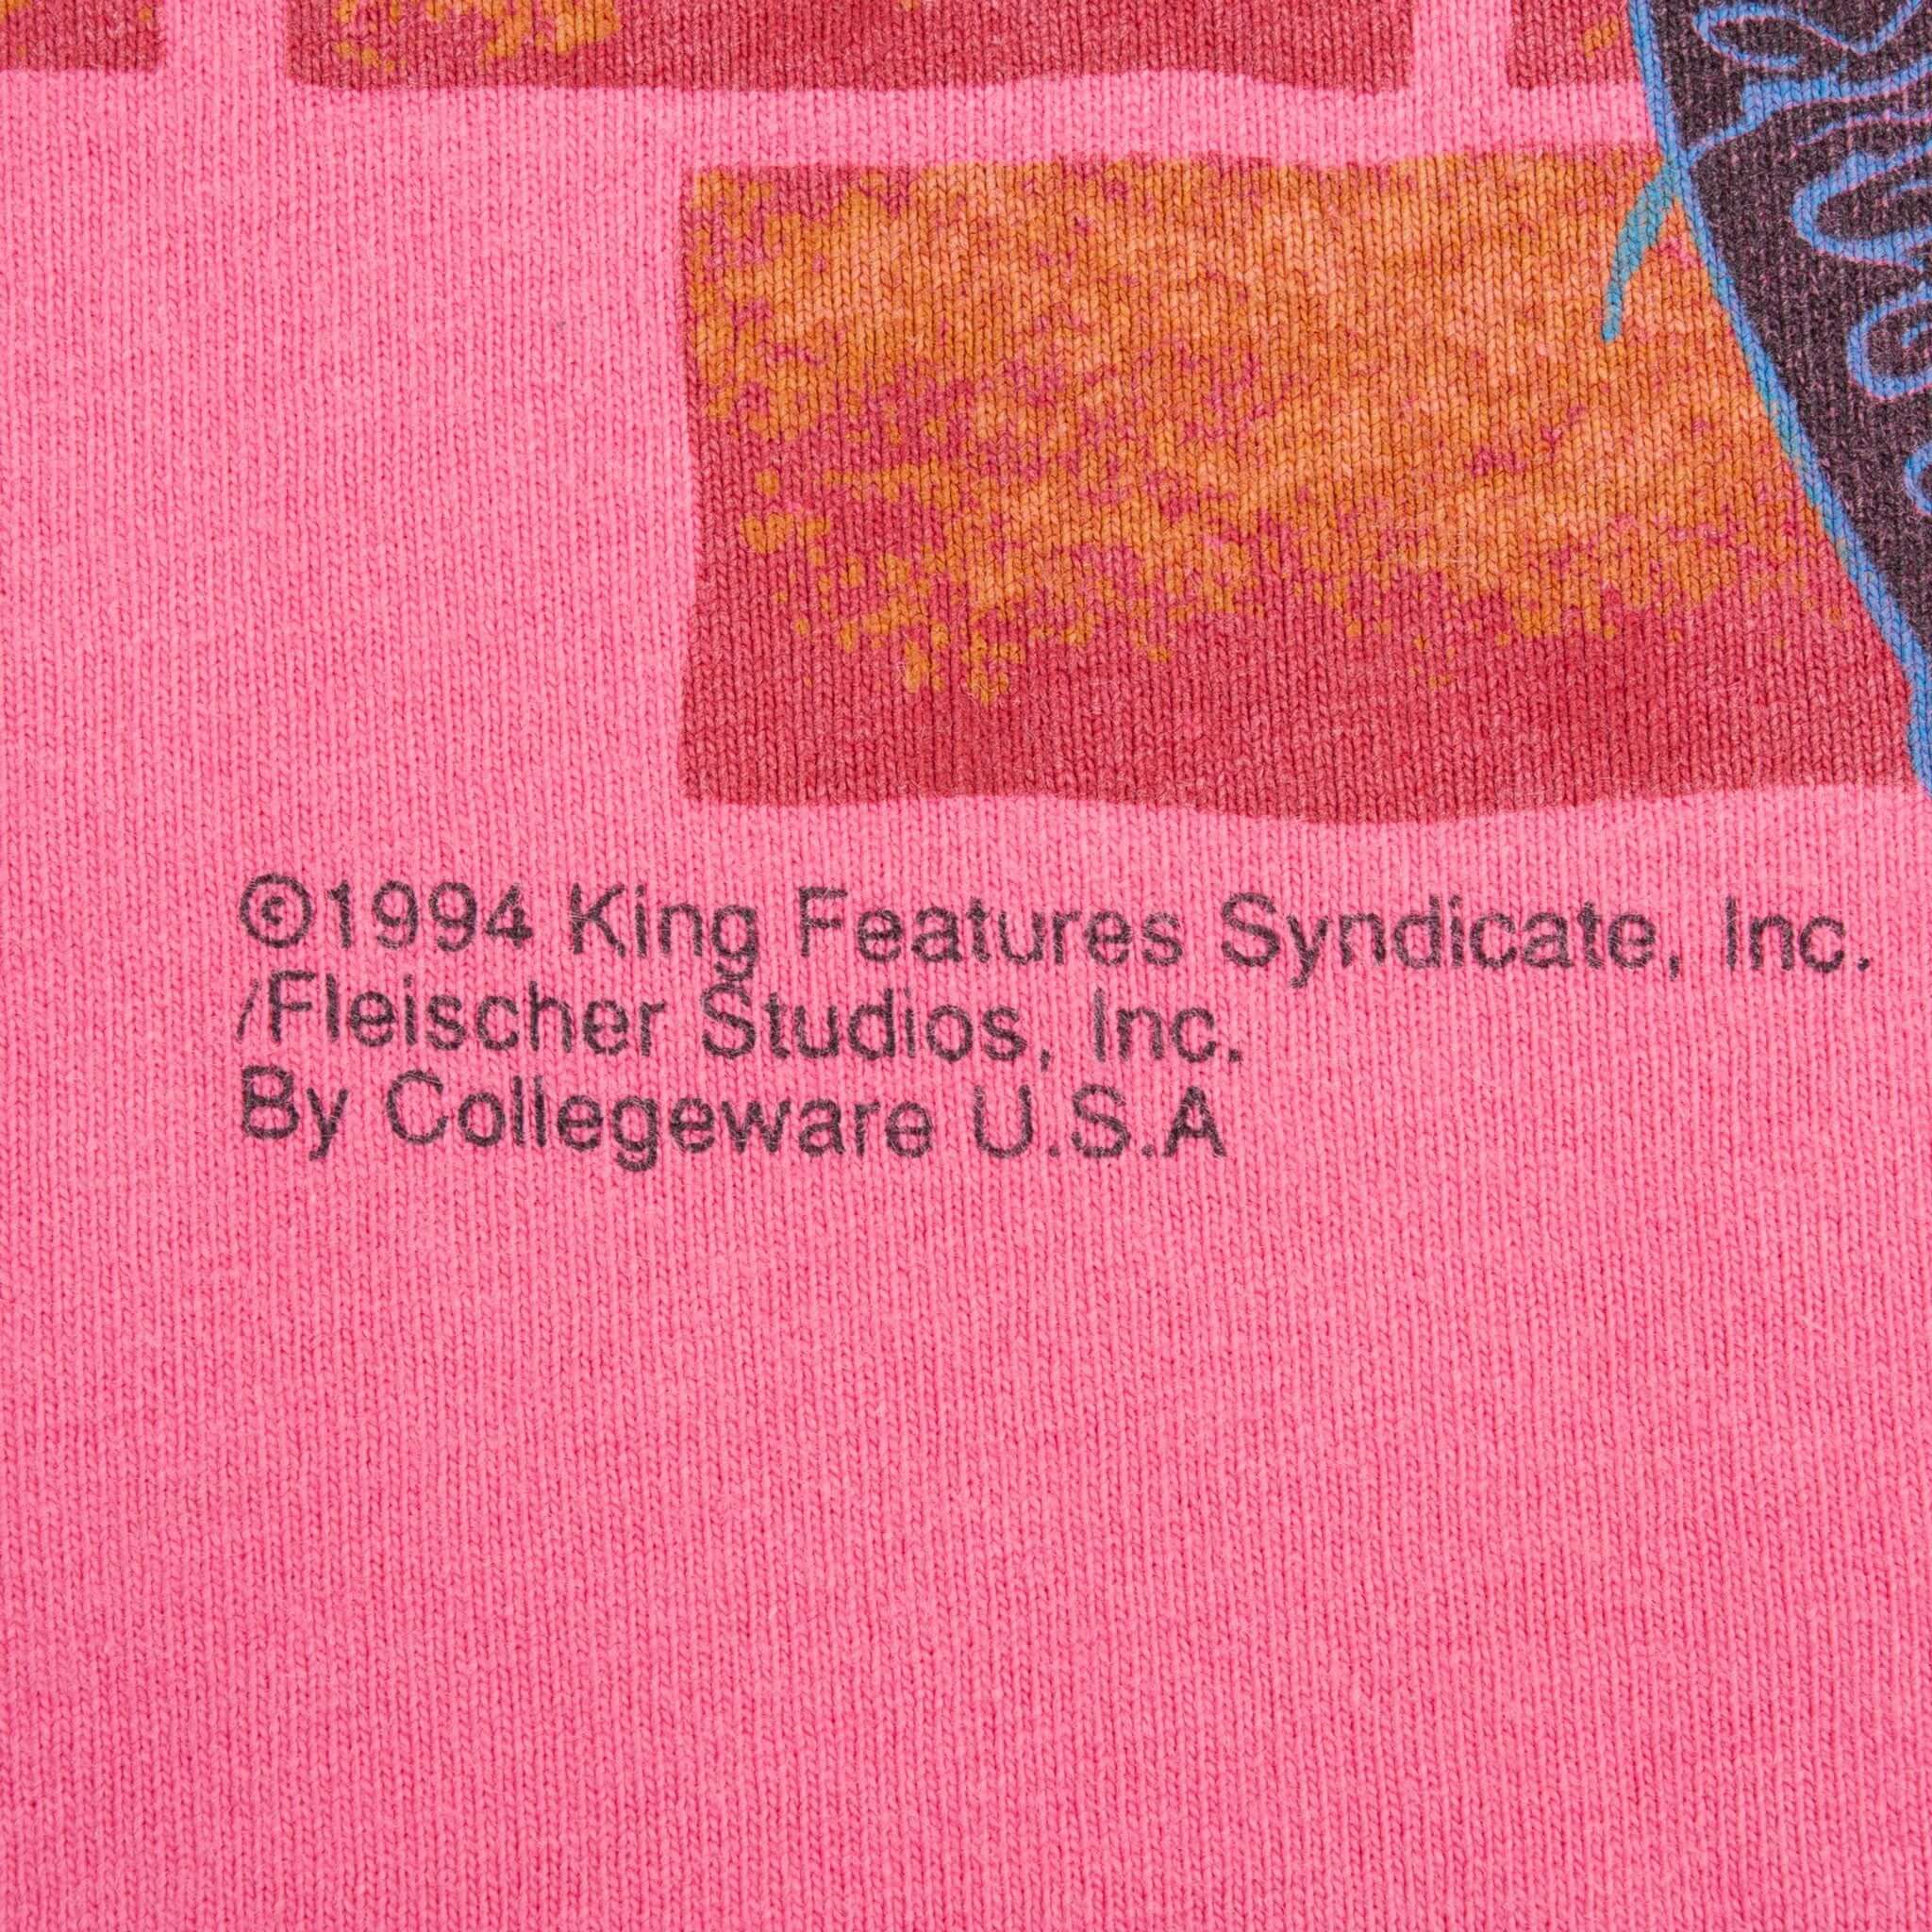 ©1994 King Features Syndicate, Inc.
/Fleischer Studios, Inc.
By Collegeware U.S.A